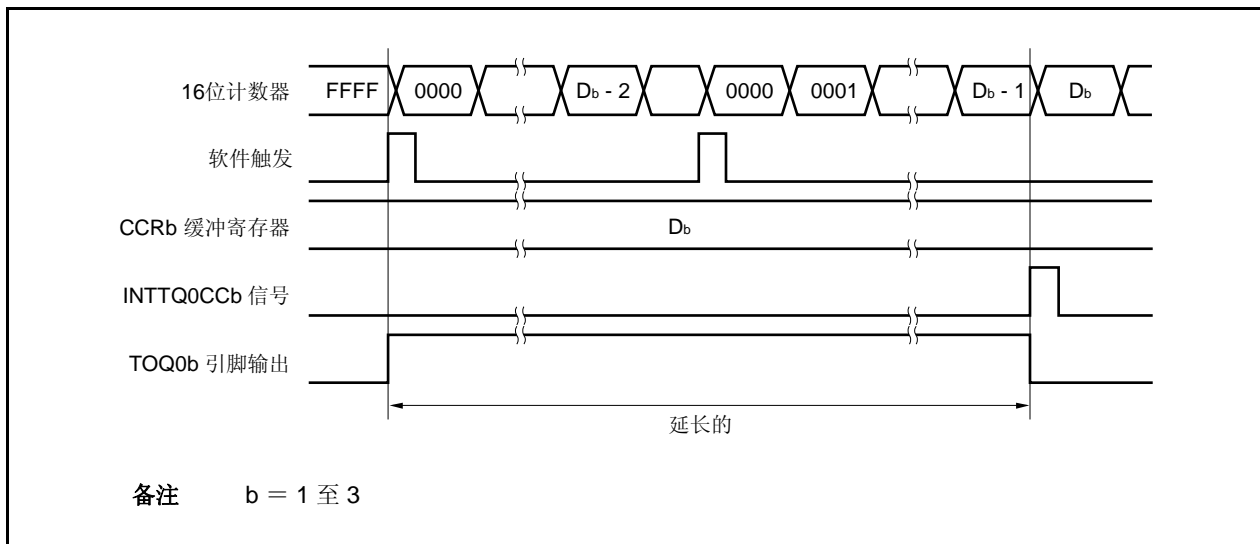 16位计数器 FFFF 0000 Db - 2 0000 0001 Db - 1 Db
软件触发
CCRb 缓冲寄存器 Db
INTTQ0CCb 信号
TOQ0b 引脚输出
延长的
备注 b = 1 至 3